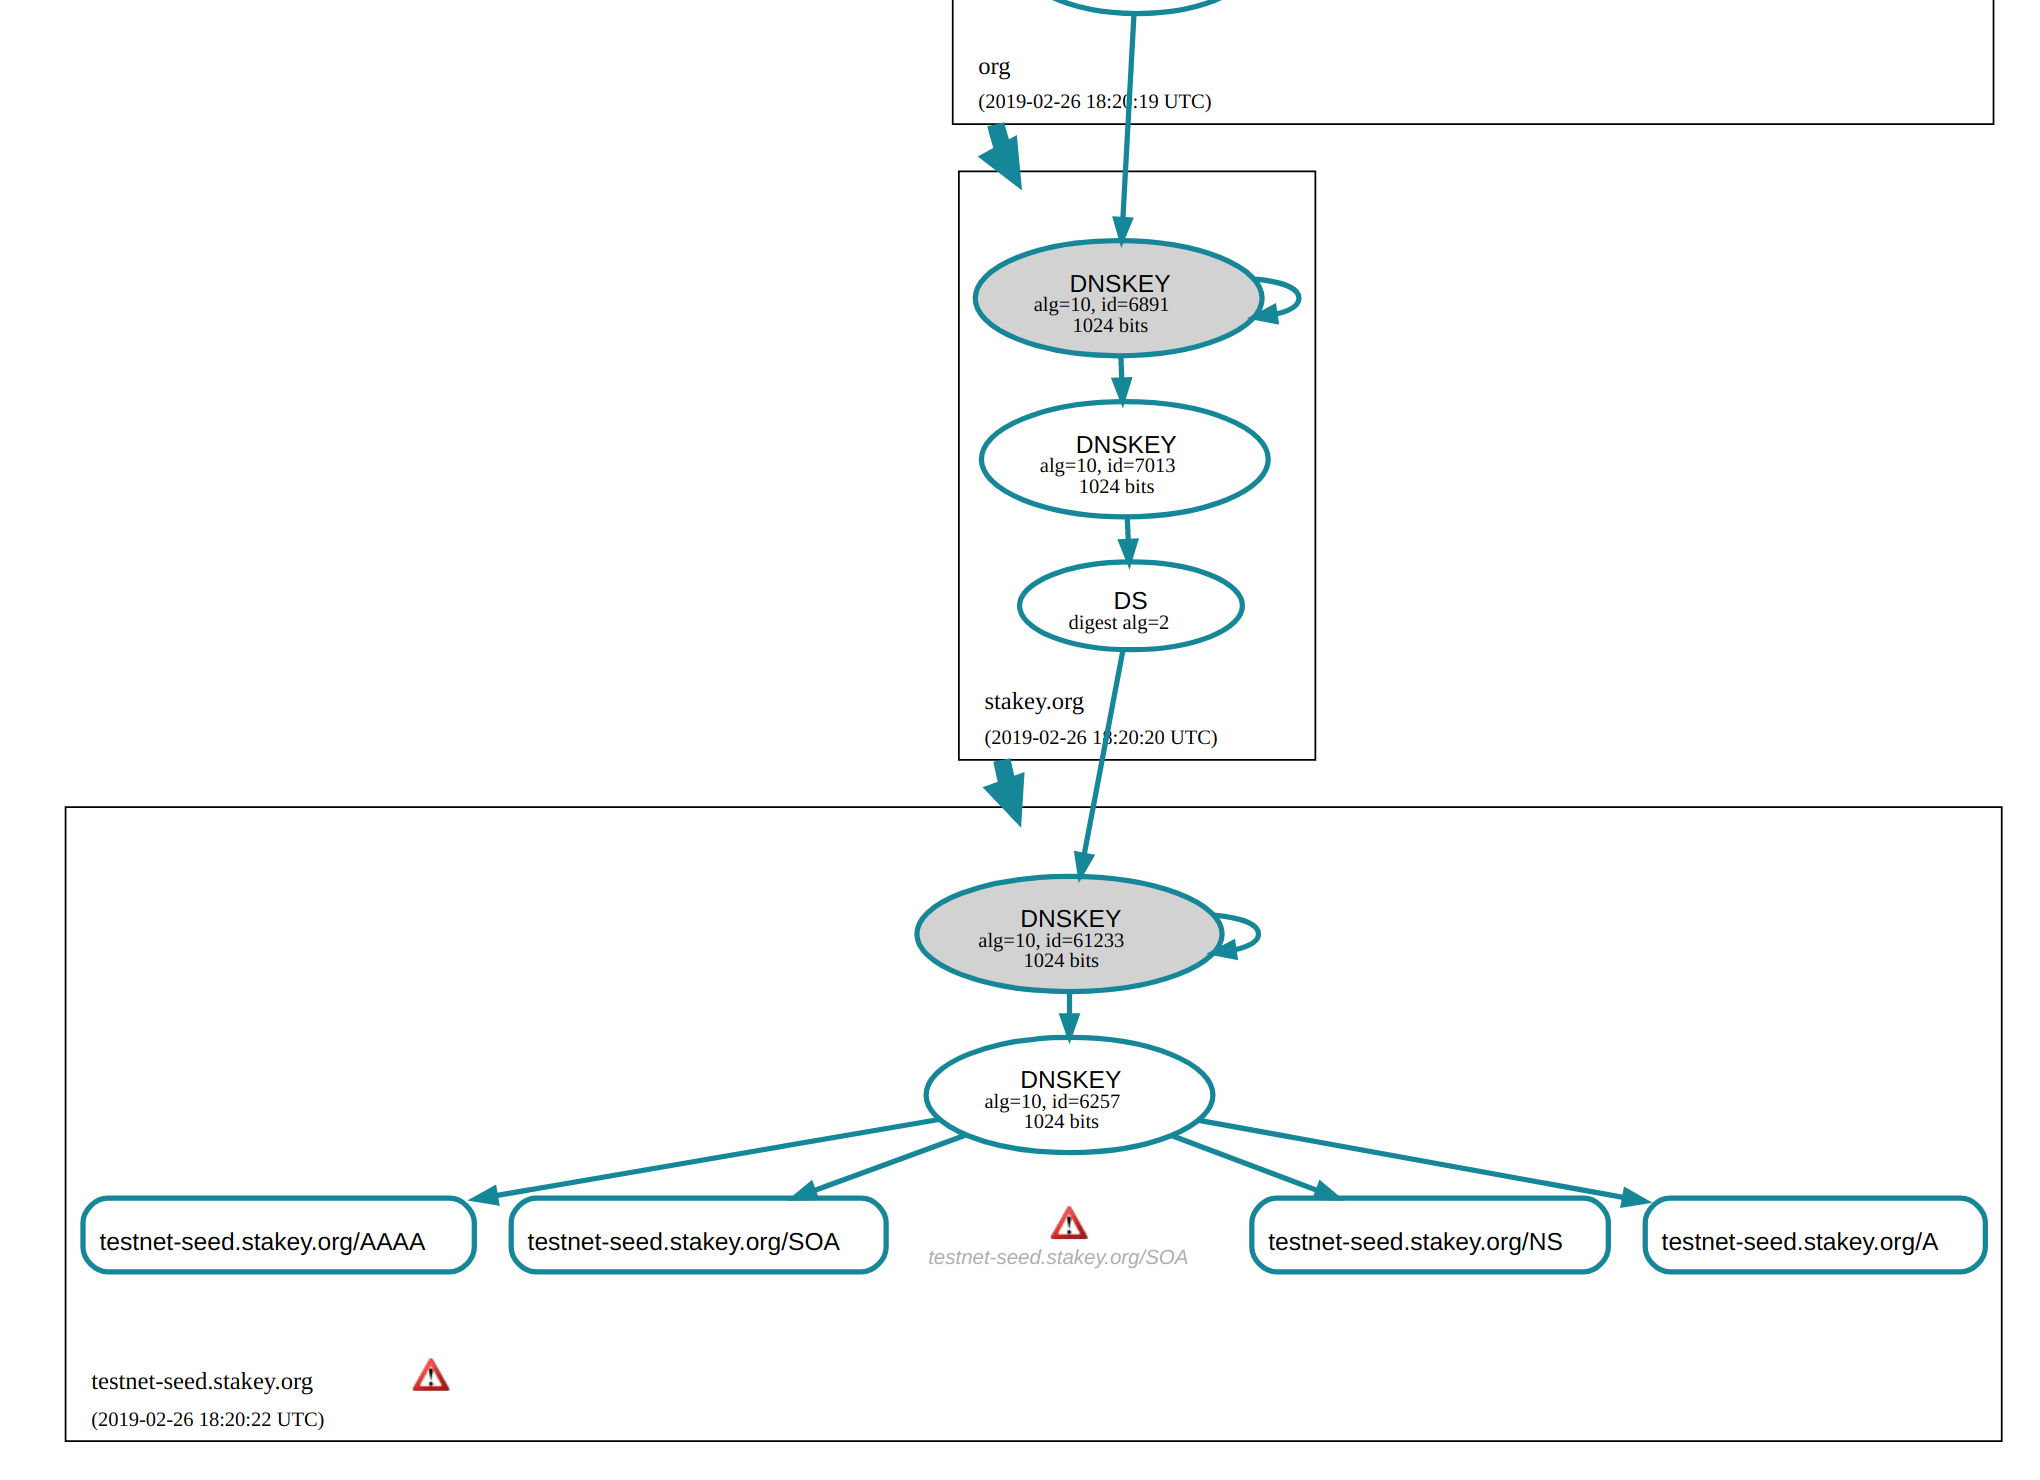 org
(2019-02-26 18:20:19 UTC)
DNSKEY
alg=10, id=6891
1024 bits
DNSKEY
alg=10, id=7013
1024 bits
DS
digest alg=2
stakey.org
(2019-02-26 18:20:20 UTC)
DNSKEY
alg=10, id=61233
1024 bits
DNSKEY
alg=10, id=6257
1024 bits
testnet-seed.stakey.org/AAAA
testnet-seed.stakey.org/SOA
testnet-seed.stakey.org/SOA
testnet-seed.stakey.org/NS
testnet-seed.stakey.org/A
testnet-seed.stakey.org
(2019-02-26 18:20:22 UTC)